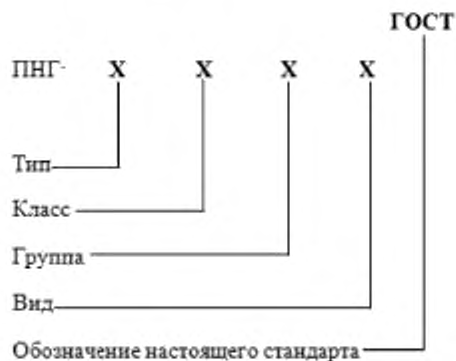 ГОСТ
ПНГ- Х Х Х Х
Тип
Класс
Группа
Вид
Обозначение настоящего стандарта